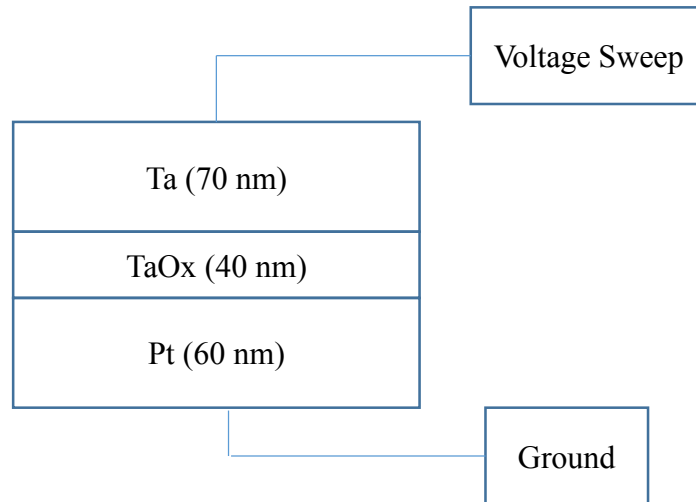 Voltage Sweep
Ta (70 nm)
TaOx (40 nm)
Pt (60 nm)
Ground